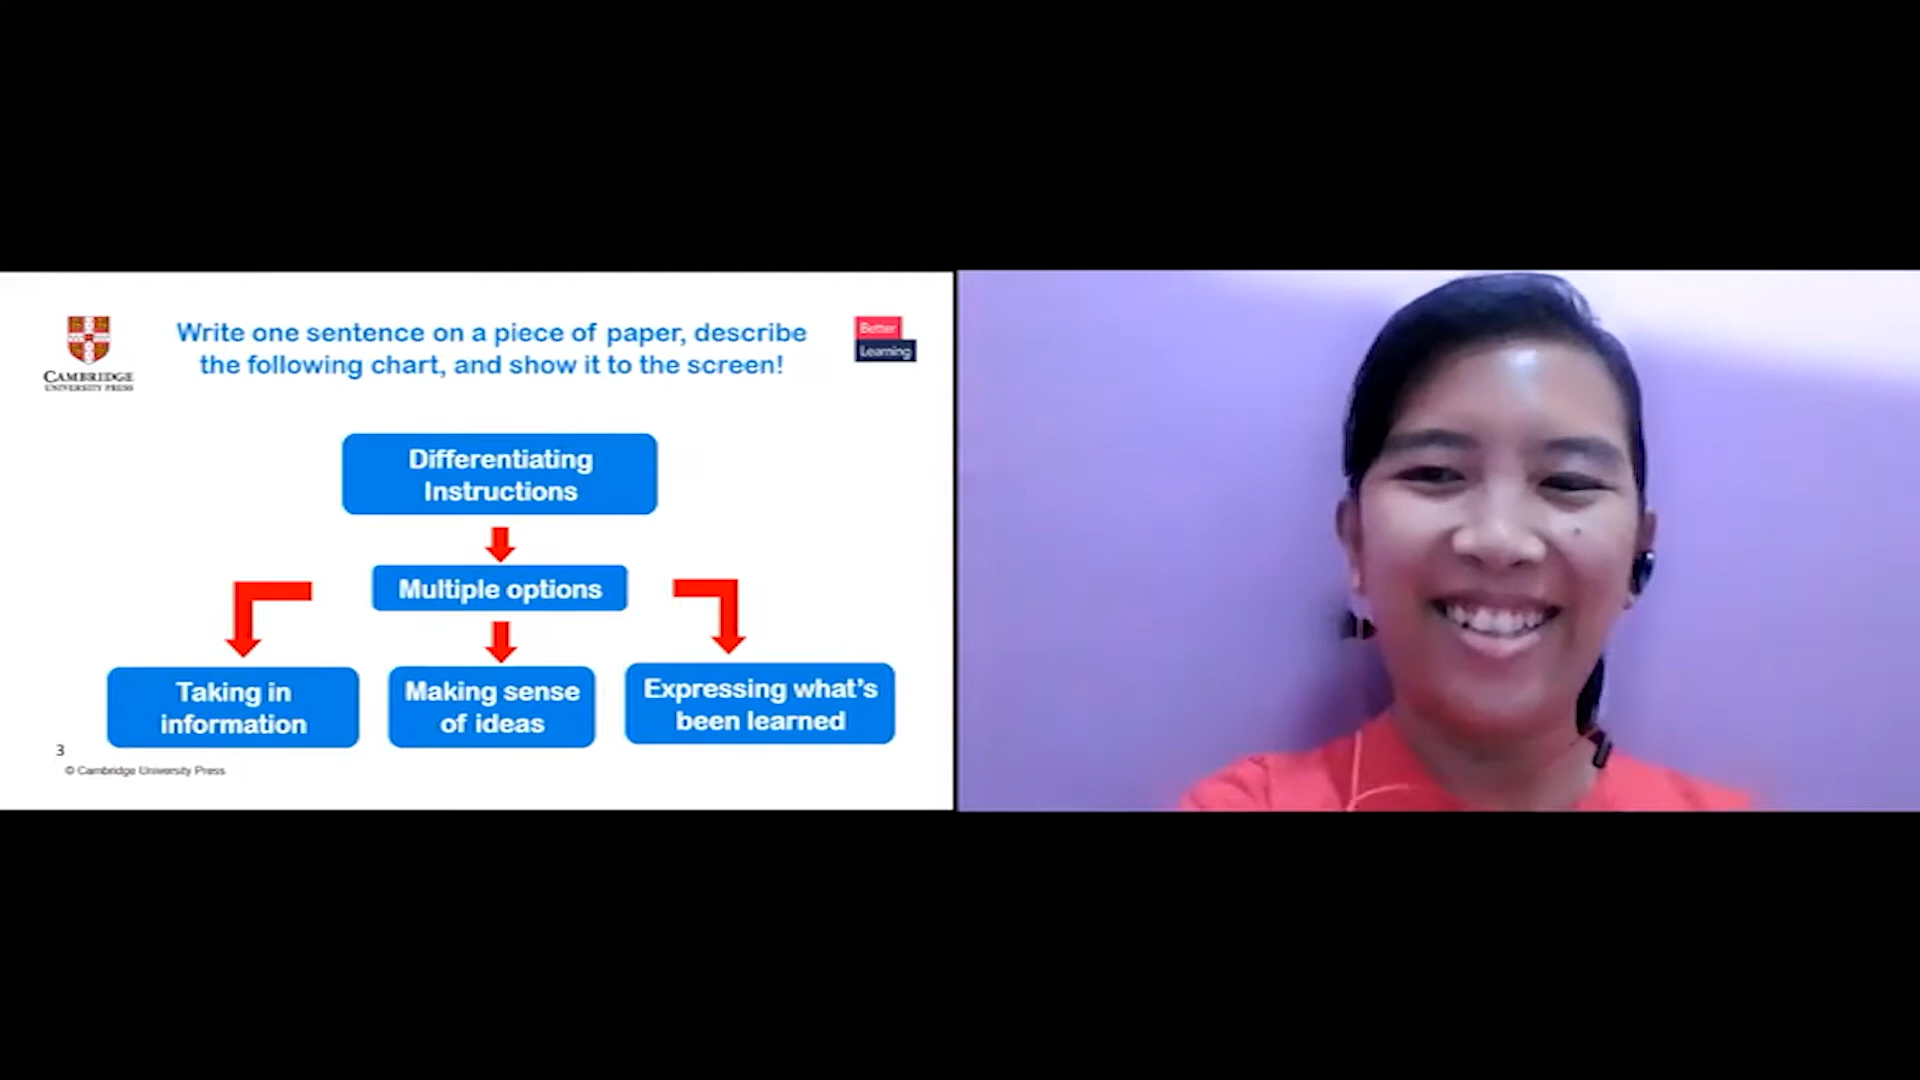 Write one sentence on a piece of paper, describe
the following chart, and show it to the screen!
CAMBRIDGE
UNIVERSITY PRESS
Better
Learning
Differentiating
Instructions
Multiple options
Taking in
information
Making sense
of ideas
Expressing what's
been learned
3
© Cambridge University Press